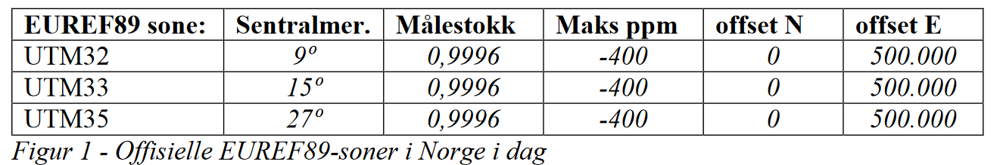 EUREF89 sone: Sentralmer. Målestokk Maks ppm offset N offset E
UTM32 9º 0,9996 -400 0 500.000
UTM33 15º 0,9996 -400 0 500.000
UTM35 27º 0,9996 -400 0 500.000
Figur 1 - Offisielle EUREF89-soner i Norge i dag